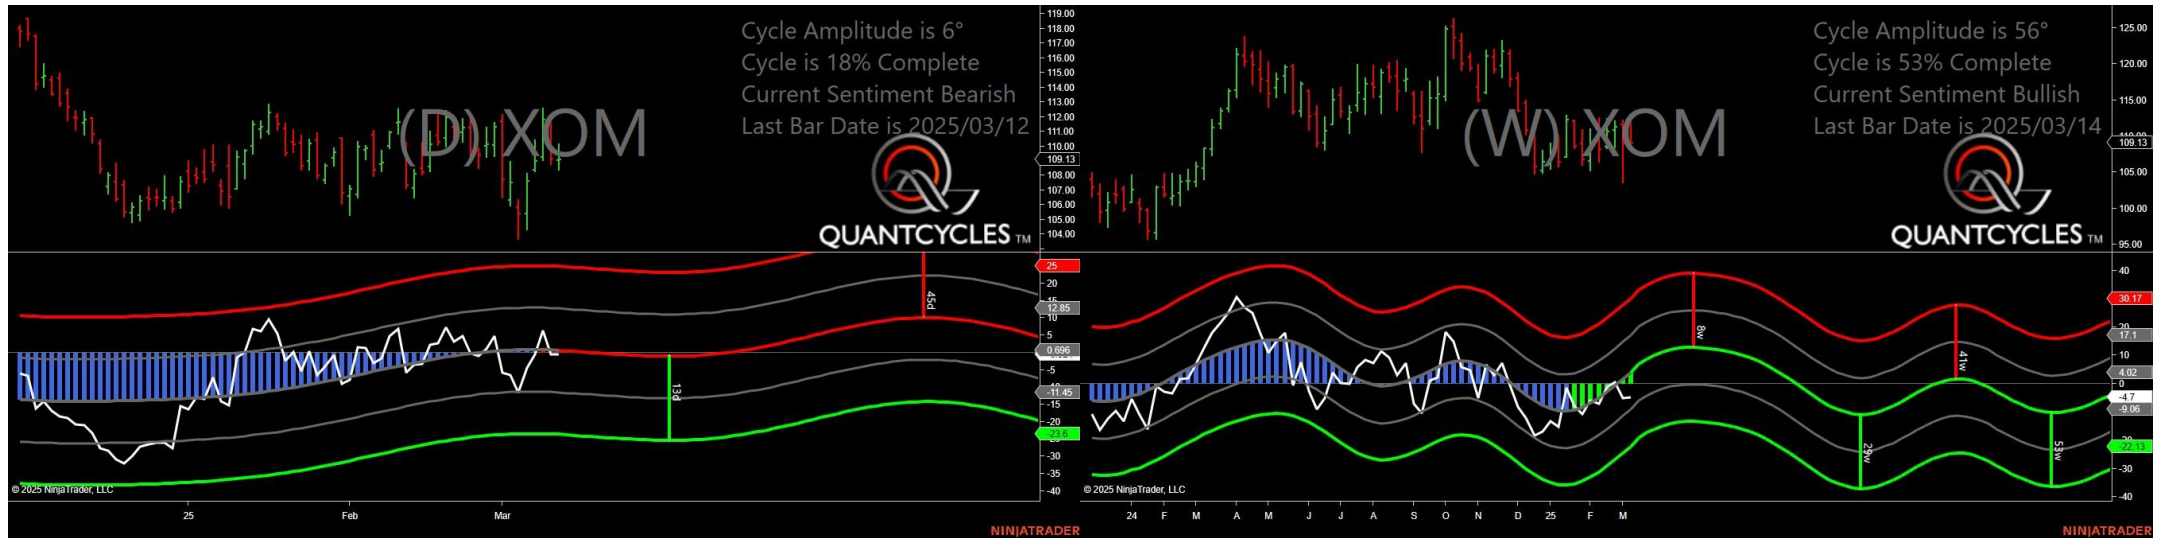 Cycle Amplitude is 6°
Cycle is 18% Complete
Current Sentiment Bearish
Last Bar Date is 2025/03/12
(D) XOM
QUANTCYCLES TM
119.00
118.00
117.00
116.00
115.00
114.00
113.00
112.00
111.00
110.00
109.13
108.00
107.00
106.00
105.00
104.00
25
20
12.85
10
5
0.696
-5
-11.45
-15
-20
-23.6
-30
-35
-40
45d
13d
© 2025 NinjaTrader, LLC
25 Feb Mar
NINJATRADER
Cycle Amplitude is 56°
Cycle is 53% Complete
Current Sentiment Bullish
Last Bar Date is 2025/03/14
(W) XOM
QUANTCYCLES TM
125.00
120.00
115.00
109.13
105.00
100.00
95.00
40
30.17
20
17.1
10
4.02
0
-4.7
-9.06
-22.13
-30
-40
8w
41w
29w
53w
© 2025 NinjaTrader, LLC
24 F M A M J J A S O N D 25 F M
NINJATRADER